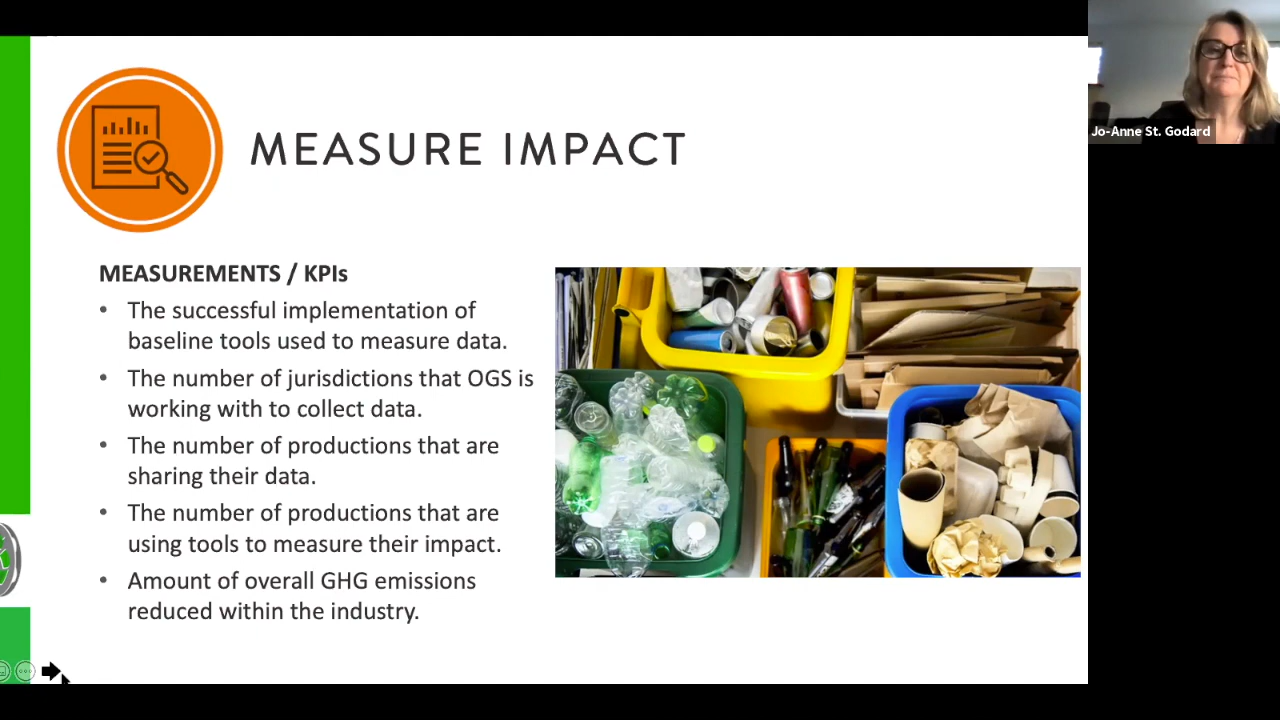 MEASURE IMPACT
Jo-Anne St. Godard
MEASUREMENTS / KPIs
• The successful implementation of
baseline tools used to measure data.
• The number of jurisdictions that OGS is
working with to collect data.
• The number of productions that are
sharing their data.
• The number of productions that are
using tools to measure their impact.
• Amount of overall GHG emissions
reduced within the industry.